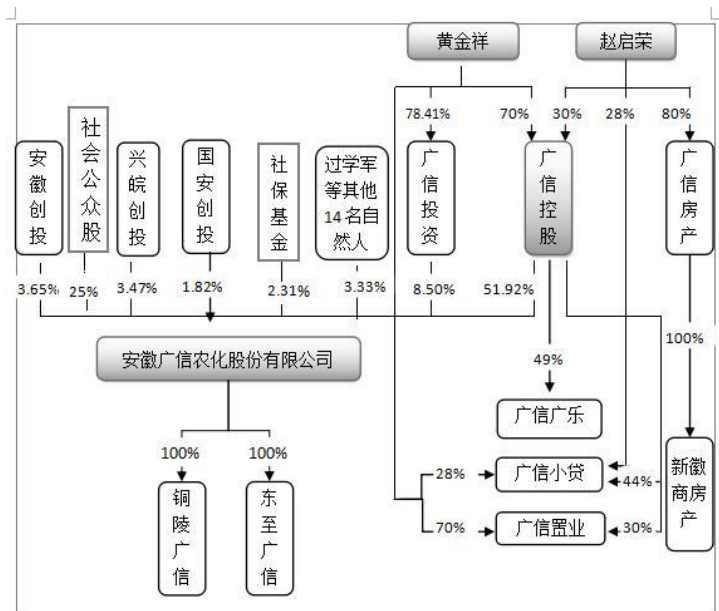 黄金祥
赵启荣
78.41%
70%
30%
28%
80%
安徽创投
社会公众股
兴皖创投
国安创投
社保基金
过学军等其他14名自然人
广信投资
广信控股
广信房产
3.65%
25%
3.47%
1.82%
2.31%
3.33%
8.50%
51.92%
100%
安徽广信农化股份有限公司
49%
广信广乐
100%
100%
28%
广信小贷
44%
新徽商房产
铜陵广信
东至广信
70%
广信置业
30%